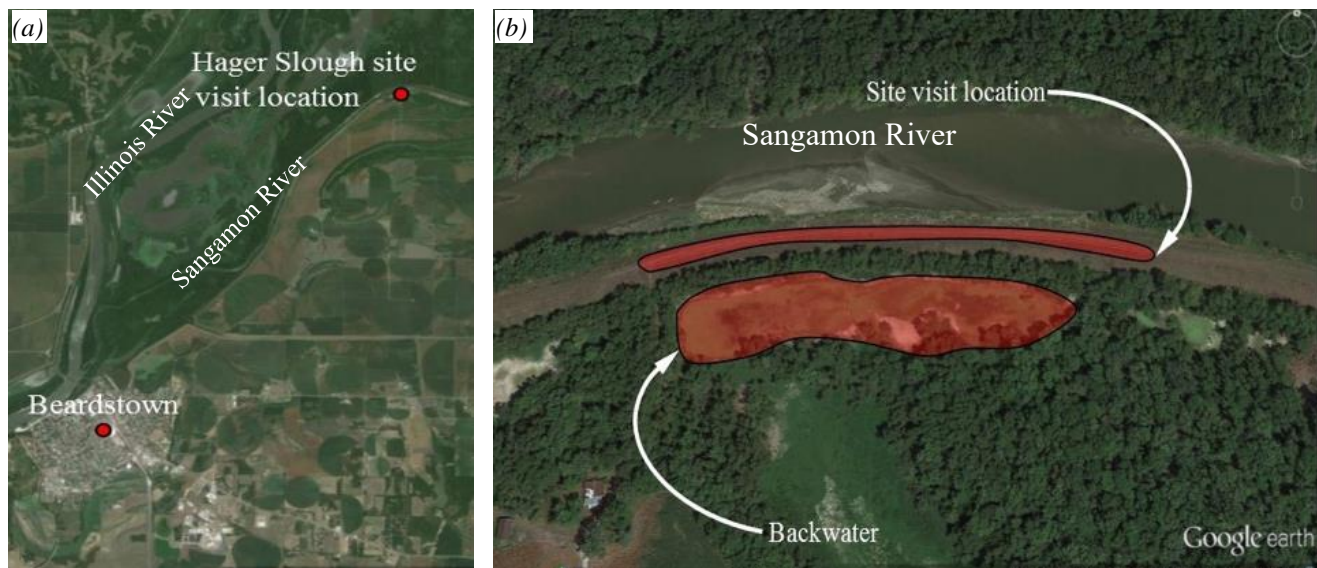 (a)
Hager Slough site
visit location
Illinois River
Sangamon River
Beardstown
(b)
Site visit location
Sangamon River
Backwater
Google earth